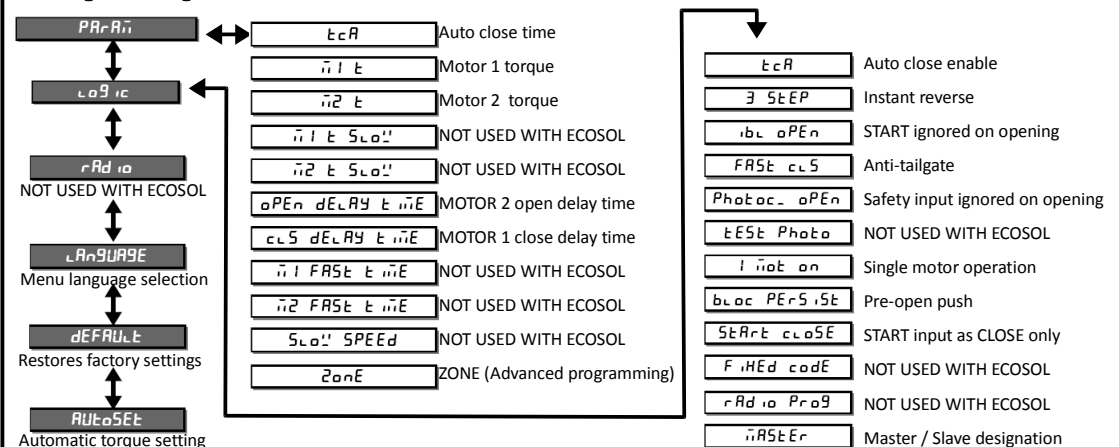 PArAM
LoGic
rAdio
NOT USED WITH ECOSOL
LAnGUAGE
Menu language selection
dEFAULt
Restores factory settings
AUtoSEt
Automatic torque setting
tcA Auto close time
M1 t Motor 1 torque
M2 t Motor 2 torque
M1 t SLoW NOT USED WITH ECOSOL
M2 t SLoW NOT USED WITH ECOSOL
oPEn dELAY tiME MOTOR 2 open delay time
cLS dELAY tiME MOTOR 1 close delay time
M1 FASt tiME NOT USED WITH ECOSOL
M2 FASt tiME NOT USED WITH ECOSOL
SLoW SPEEd NOT USED WITH ECOSOL
ZonE ZONE (Advanced programming)
tcA Auto close enable
3 StEP Instant reverse
ibL oPEn START ignored on opening
FASt cLS Anti-tailgate
Photoc_ oPEn Safety input ignored on opening
tESt Photo NOT USED WITH ECOSOL
1 Mot on Single motor operation
bLoc PErSiSt Pre-open push
StArt cLoSE START input as CLOSE only
FiHEd codE NOT USED WITH ECOSOL
rAdio ProG NOT USED WITH ECOSOL
MAStEr Master / Slave designation